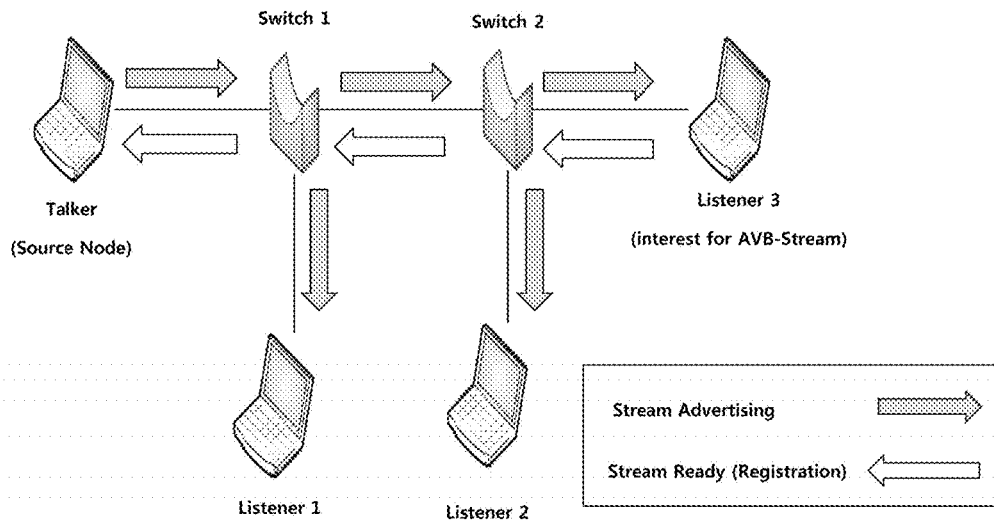 Switch 1
Switch 2
Talker
(Source Node)
Listener 3
(interest for AVB-Stream)
Listener 1
Listener 2
Stream Advertising
Stream Ready (Registration)